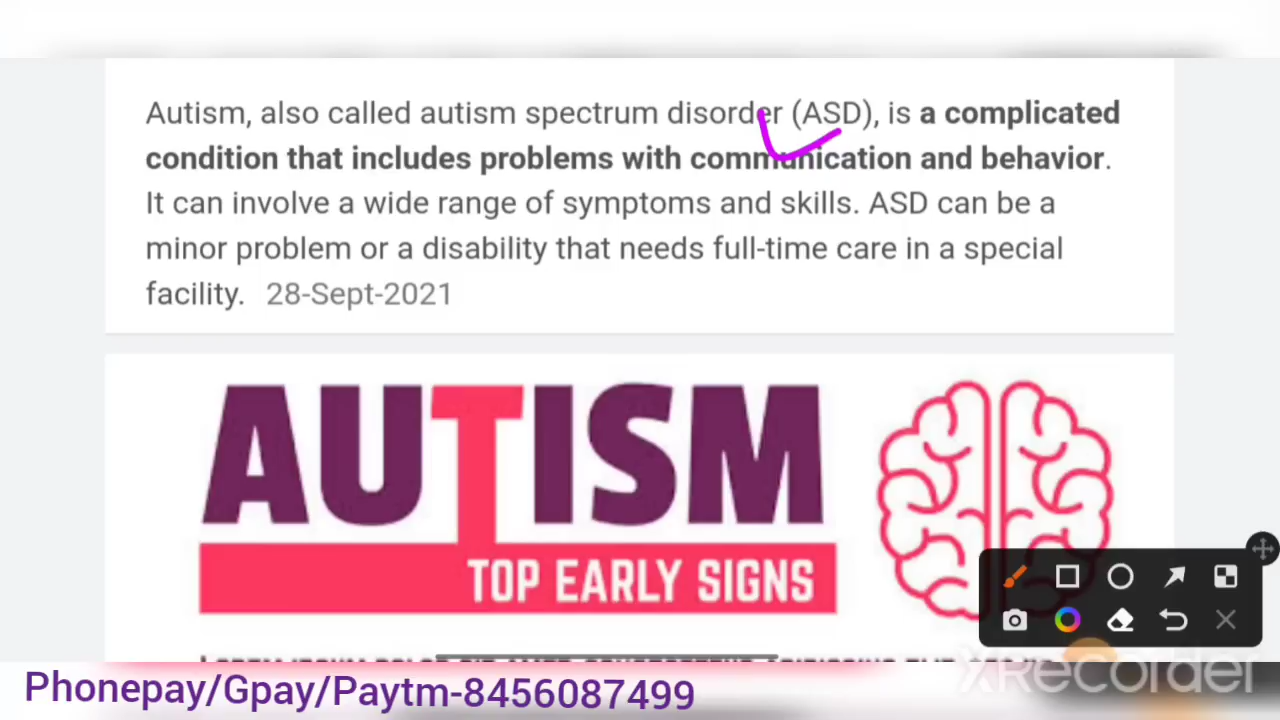 Autism, also called autism spectrum disorder (ASD), is a complicated
condition that includes problems with communication and behavior.
It can involve a wide range of symptoms and skills. ASD can be a
minor problem or a disability that needs full-time care in a special
facility. 28-Sept-2021
AUTISM
TOP EARLY SIGNS
XRecorder
Phonepay/Gpay/Paytm-8456087499